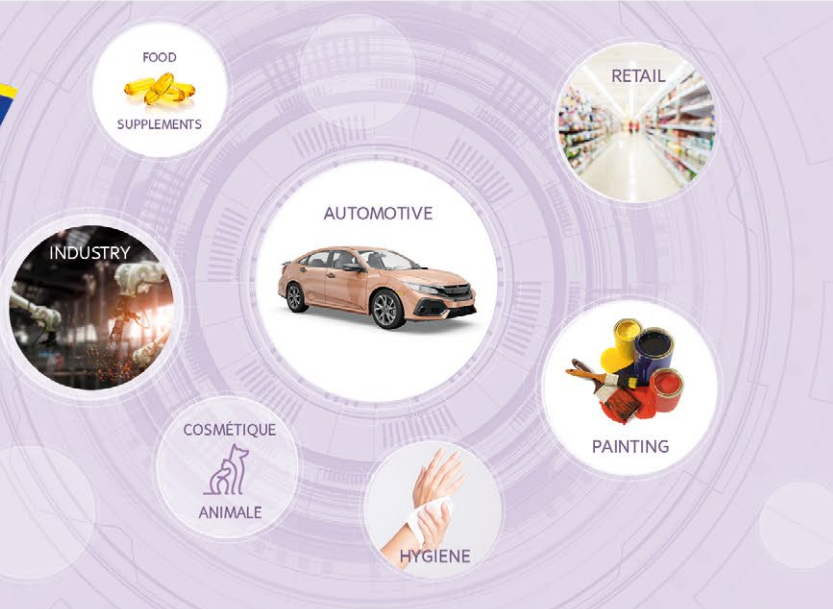 FOOD
SUPPLEMENTS
RETAIL
AUTOMOTIVE
INDUSTRY
PAINTING
COSMÉTIQUE
ANIMALE
HYGIENE